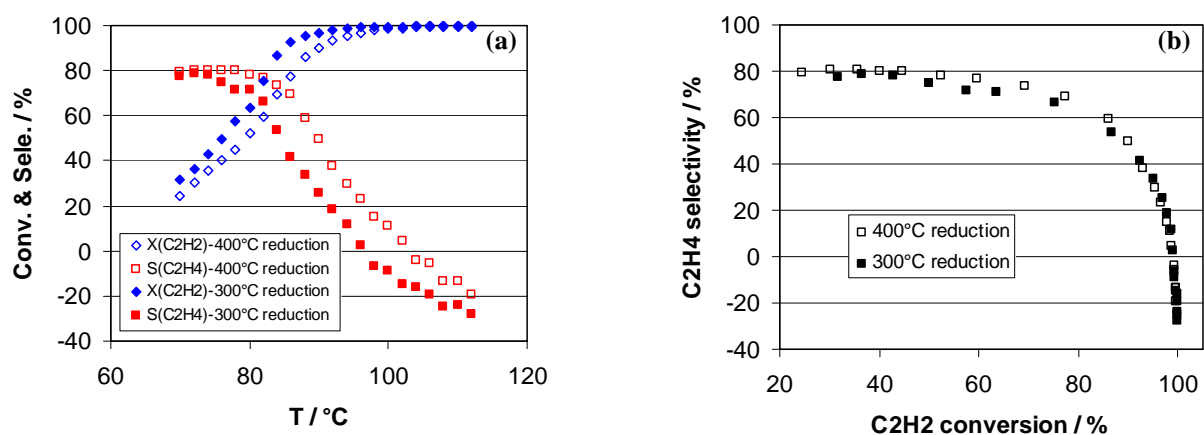 (a)
Conv. & Sele. / %
100
80
60
40
20
0
-20
-40
X(C2H2)-400°C reduction
S(C2H4)-400°C reduction
X(C2H2)-300°C reduction
S(C2H4)-300°C reduction
60 80 100 120
T / °C
(b)
C2H4 selectivity / %
100
80
60
40
20
0
-20
-40
400°C reduction
300°C reduction
20 40 60 80 100
C2H2 conversion / %